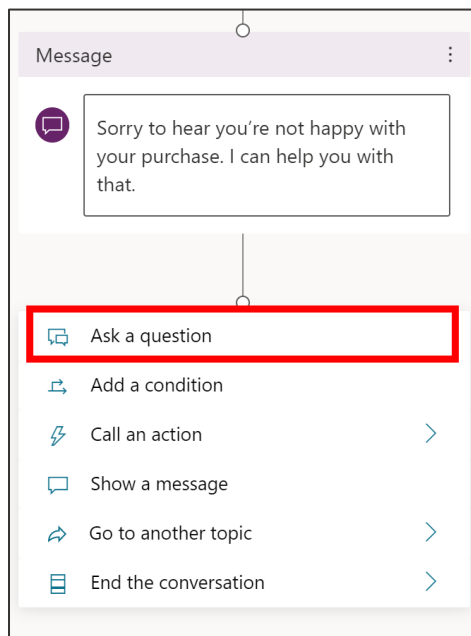 Message
Sorry to hear you’re not happy with
your purchase. I can help you with
that.
Ask a question
Add a condition
Call an action
Show a message
Go to another topic
End the conversation